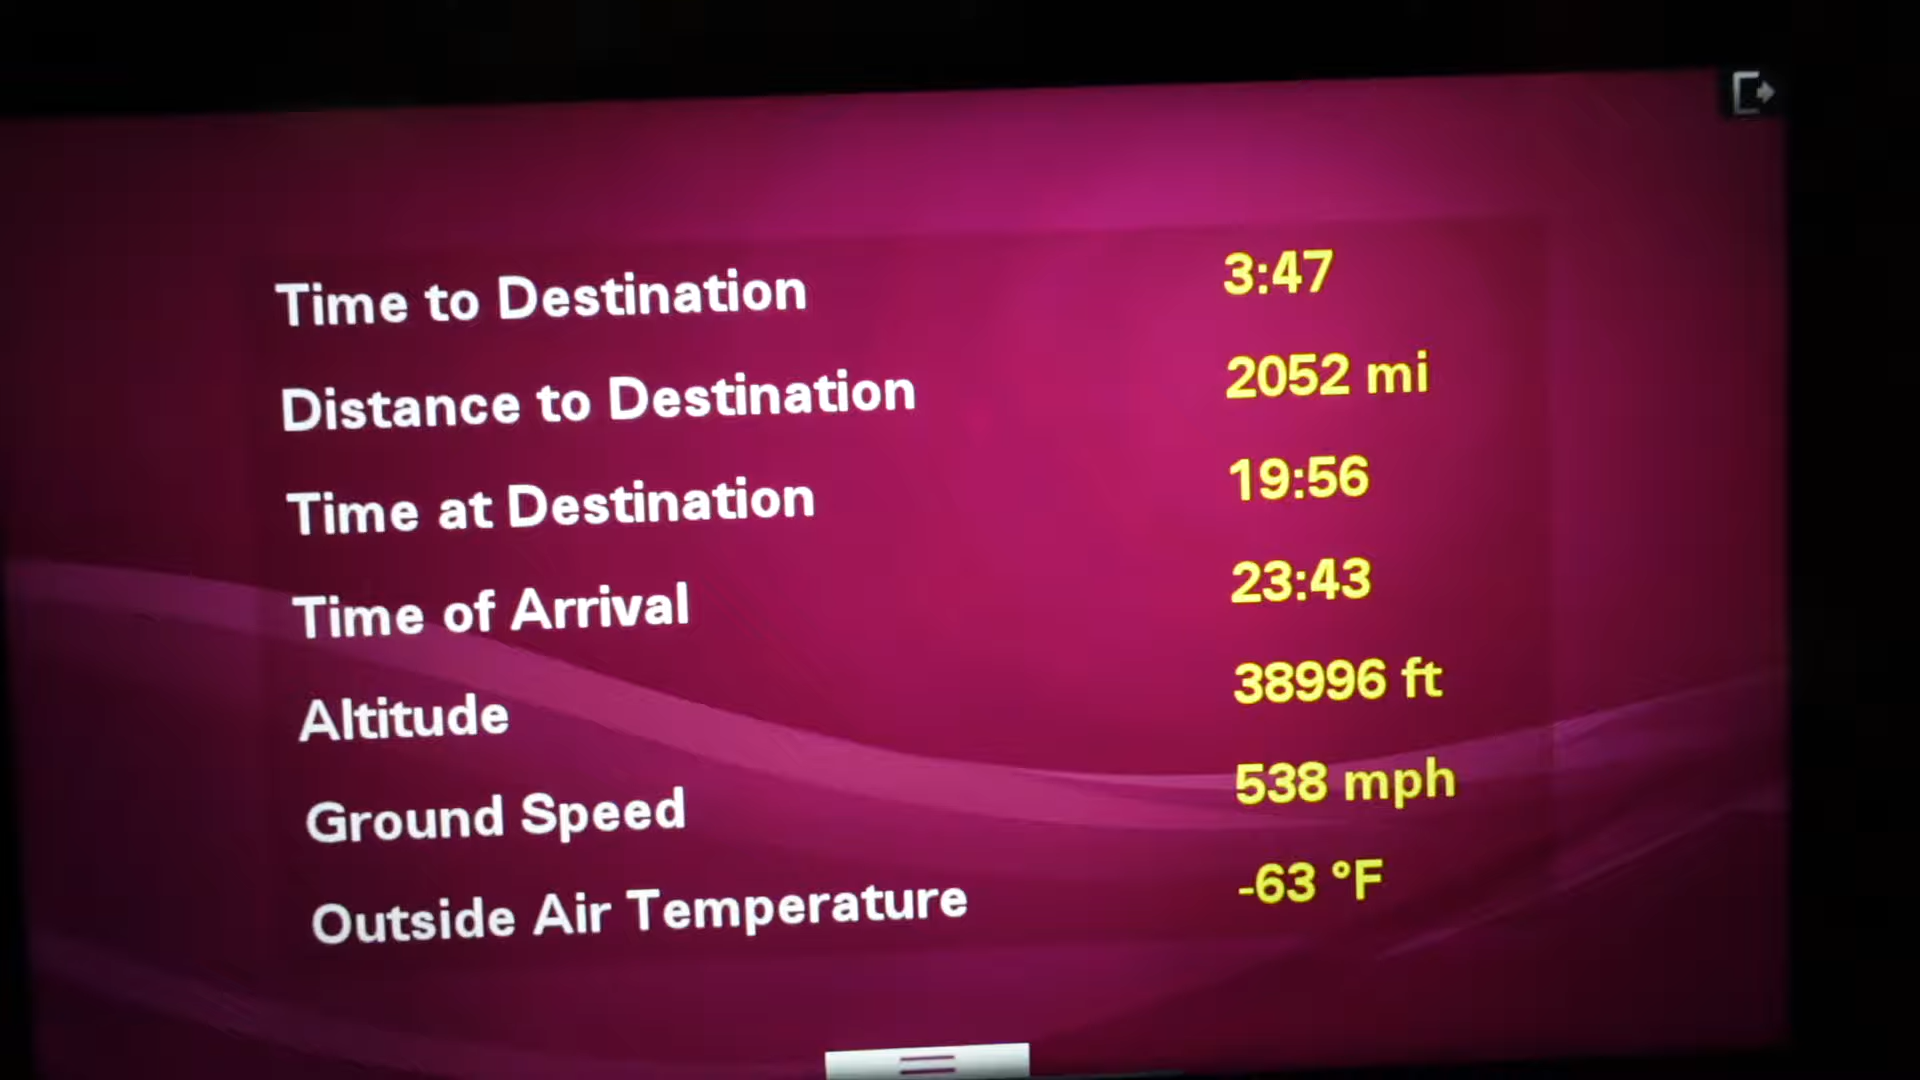 Time to Destination 3:47
Distance to Destination 2052 mi
Time at Destination 19:56
Time of Arrival 23:43
Altitude 38996 ft
Ground Speed 538 mph
Outside Air Temperature -63 °F